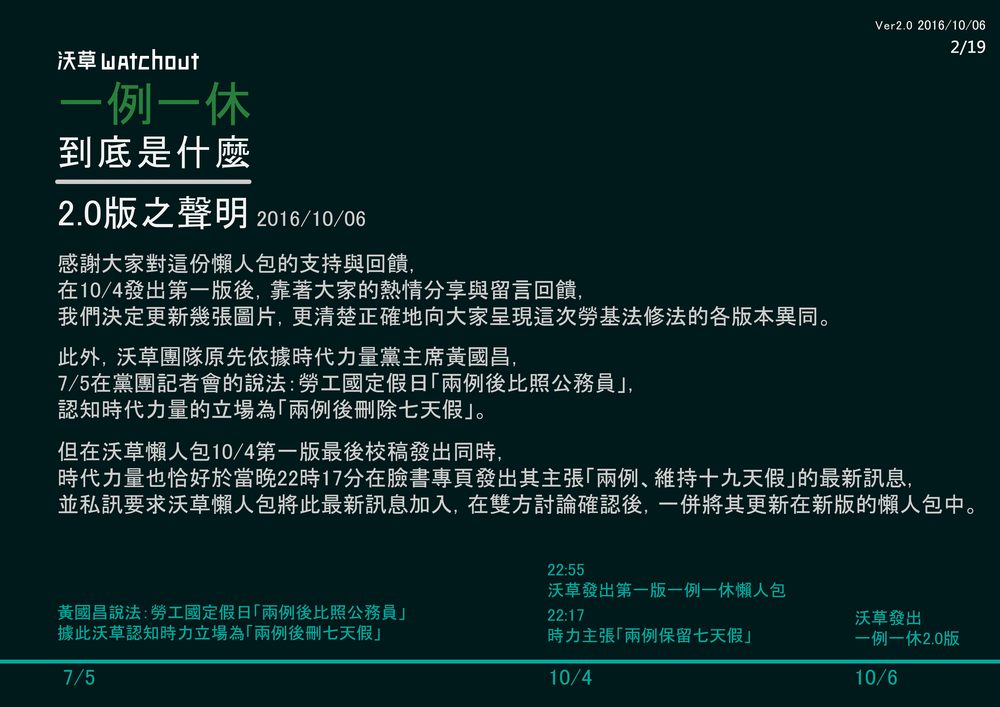 Ver2.0 2016/10/06
2/19
沃草 watchout
一例一休
到底是什麼
2.0版之聲明 2016/10/06
感謝大家對這份懶人包的支持與回饋,
在10/4發出第一版後, 靠著大家的熱情分享與留言回饋,
我們決定更新幾張圖片, 更清楚正確地向大家呈現這次勞基法修法的各版本異同。
此外, 沃草團隊原先依據時代力量黨主席黃國昌,
7/5在黨團記者會的說法:勞工國定假日「兩例後比照公務員」,
認知時代力量的立場為「兩例後刪除七天假」。
但在沃草懶人包10/4第一版最後校稿發出同時,
時代力量也恰好於當晚22時17分在臉書專頁發出其主張「兩例、維持十九天假」的最新訊息,
並私訊要求沃草懶人包將此最新訊息加入, 在雙方討論確認後, 一併將其更新在新版的懶人包中。
22:55
沃草發出第一版一例一休懶人包
22:17
時力主張「兩例保留七天假」
黃國昌說法:勞工國定假日「兩例後比照公務員」
據此沃草認知時力立場為「兩例後刪七天假」
沃草發出
一例一休2.0版
7/5
10/4
10/6